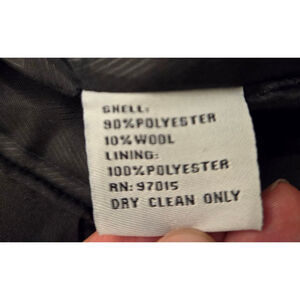 SHELL:
90%POLYESTER
10%WOOL
LINING:
100%POLYESTER
RN: 97015
DRY CLEAN ONLY